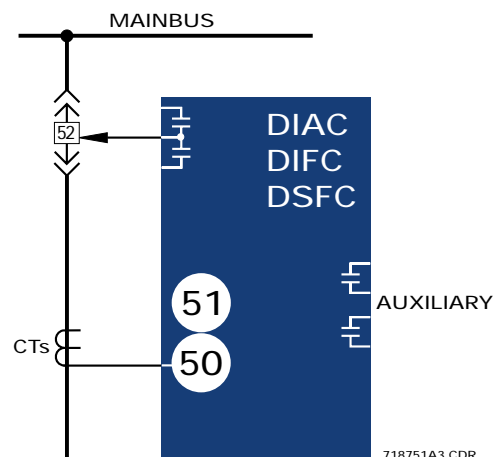 MAINBUS
52
DIAC
DIFC
DSFC
51
AUXILIARY
CTs
50
718751A3.CDR